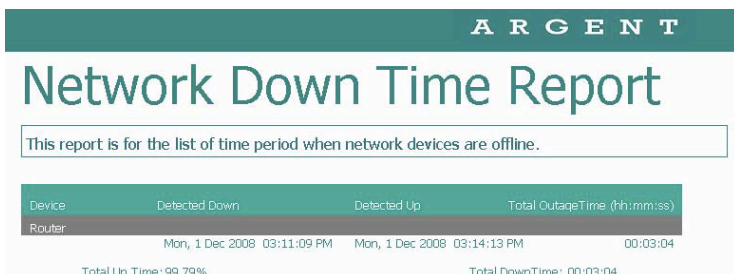 ARGENT
Network Down Time Report
This report is for the list of time period when network devices are offline.
Device Detected Down Detected Up Total OutageTime (hh:mm:ss)
Router
Mon, 1 Dec 2008 03:11:09 PM Mon, 1 Dec 2008 03:14:13 PM 00:03:04
Total Up Time: 99.79% Total DownTime: 00:03:04